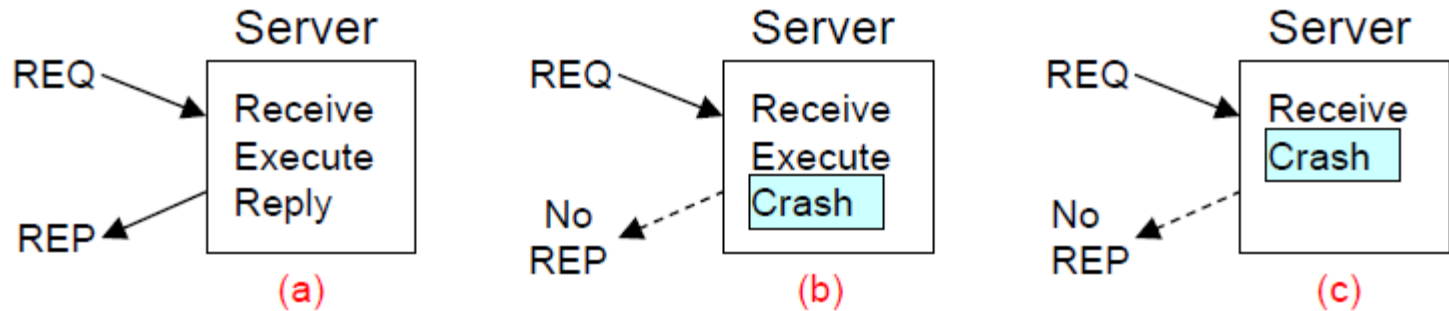 Server
REQ
Receive
Execute
Reply
REP
(a)
Server
REQ
Receive
Execute
Crash
No
REP
(b)
Server
REQ
Receive
Crash
No
REP
(c)